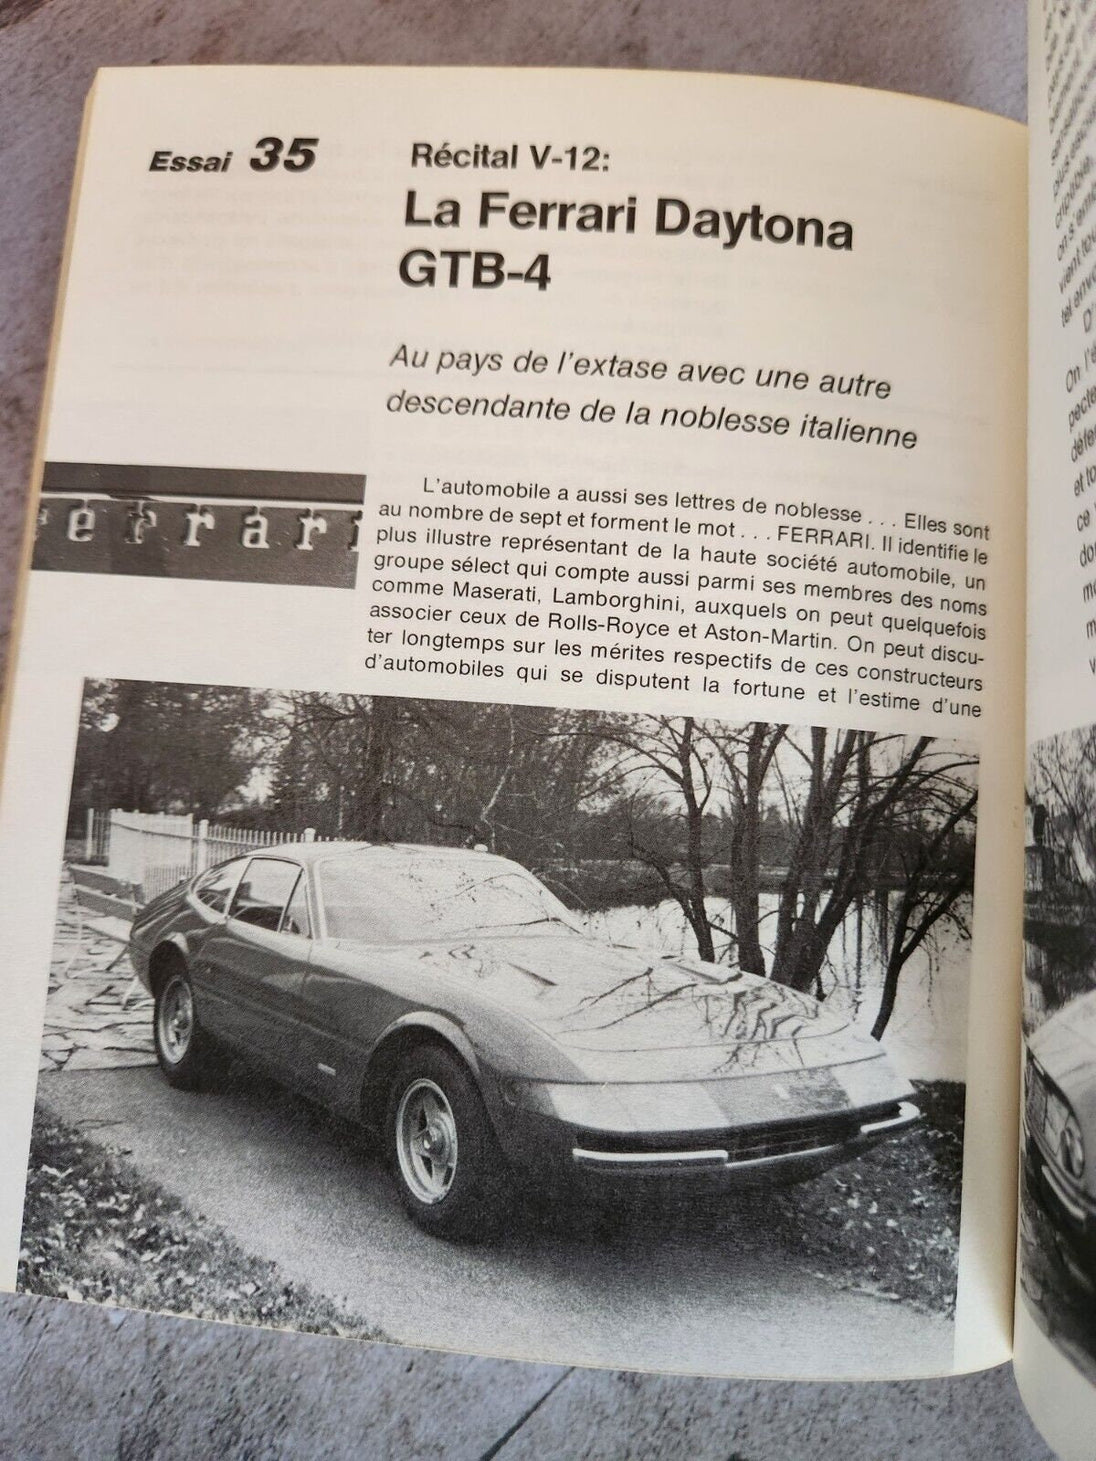 Essai 35
Récital V-12:
La Ferrari Daytona
GTB-4
Au pays de l'extase avec une autre
descendante de la noblesse italienne
Ferrari
L'automobile a aussi ses lettres de noblesse . . . Elles sont
au nombre de sept et forment le mot . . . FERRARI. Il identifie le
plus illustre représentant de la haute société automobile, un
groupe sélect qui compte aussi parmi ses membres des noms
comme Maserati, Lamborghini, auxquels on peut quelquefois
associer ceux de Rolls-Royce et Aston-Martin. On peut discu-
ter longtemps sur les mérites respectifs de ces constructeurs
d'automobiles qui se disputent la fortune et l'estime d'une